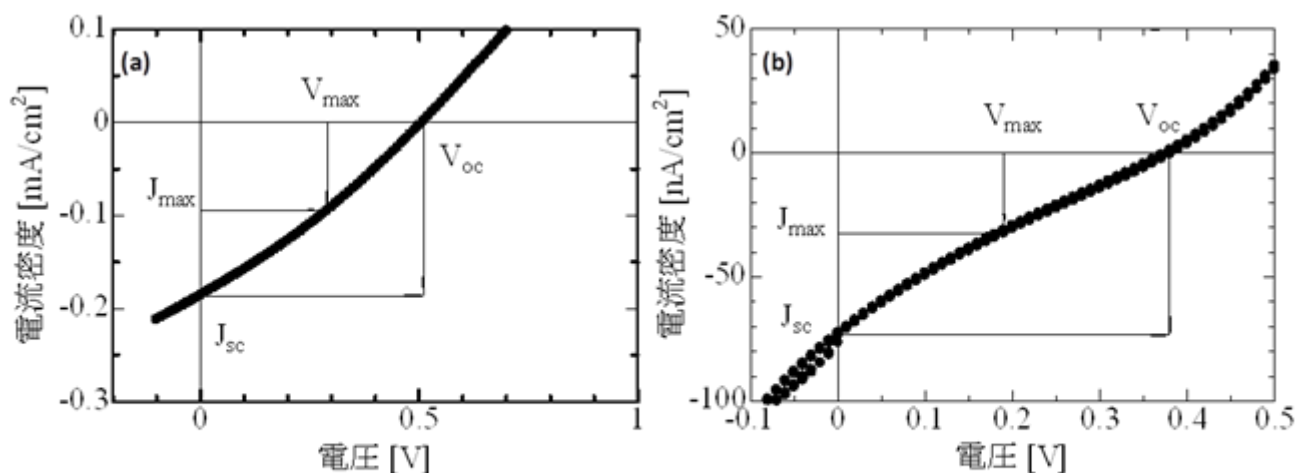 (a)
0.1
0
-0.1
-0.2
-0.3
電流密度 [mA/cm²]
V_max
V_oc
J_max
J_sc
0
0.5
1
電圧 [V]
(b)
50
0
-50
-100
電流密度 [nA/cm²]
V_max
V_oc
J_max
J_sc
-0.1
0
0.1
0.2
0.3
0.4
0.5
電圧 [V]